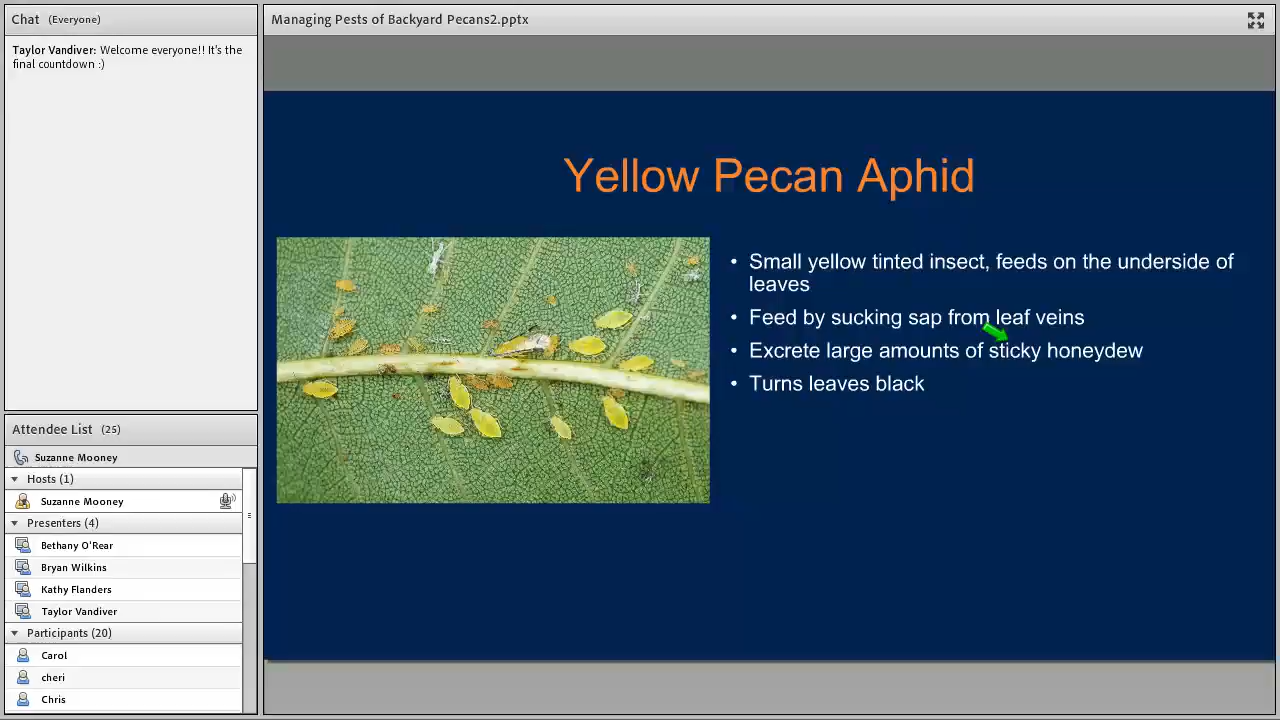 Chat (Everyone)
Taylor Vandiver: Welcome everyone!! It's the
final countdown :)
Attendee List (25)
Suzanne Mooney
Hosts (1)
Suzanne Mooney
Presenters (4)
Bethany O'Rear
Bryan Wilkins
Kathy Flanders
Taylor Vandiver
Participants (20)
Carol
cheri
Chris
Managing Pests of Backyard Pecans2.pptx
Yellow Pecan Aphid
• Small yellow tinted insect, feeds on the underside of
leaves
• Feed by sucking sap from leaf veins
• Excrete large amounts of sticky honeydew
• Turns leaves black